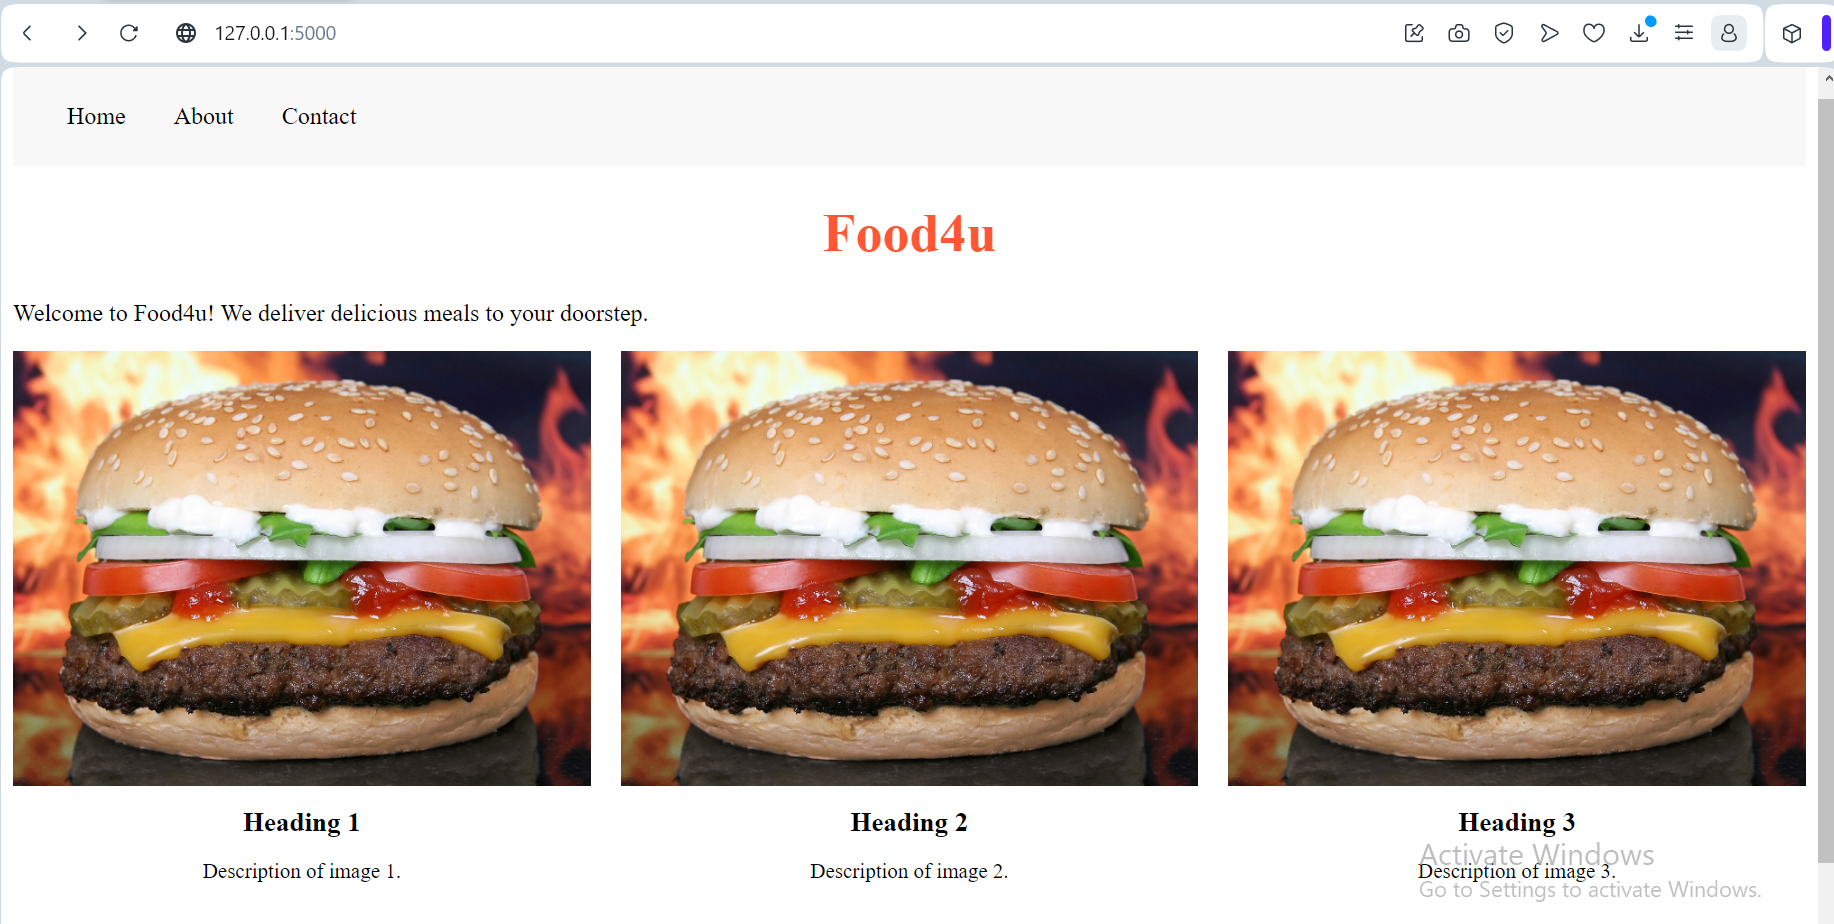 127.0.0.1:5000
Home About Contact
Food4u
Welcome to Food4u! We deliver delicious meals to your doorstep.
Heading 1 Heading 2 Heading 3
Description of image 1. Description of image 2. Description of image 3.
Activate Windows
Go to Settings to activate Windows.